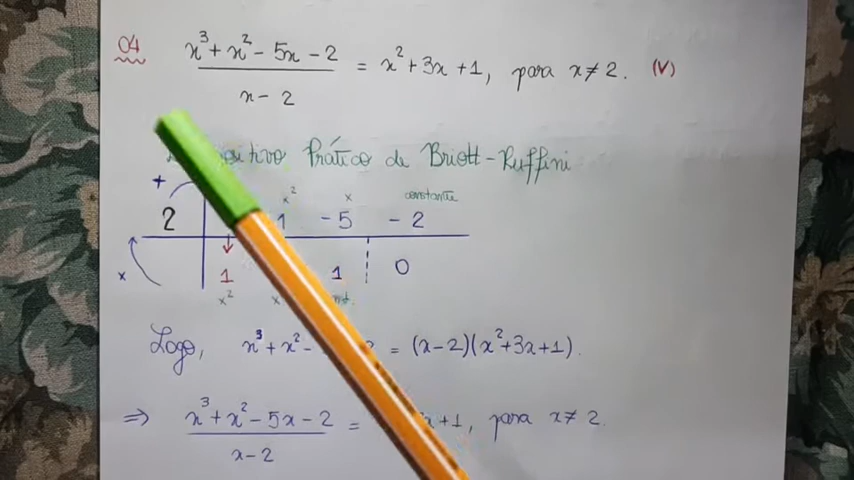 04 x³ + x² - 5x - 2 / x - 2 = x² + 3x + 1, para x ≠ 2. (V)
Prático de Briott-Ruffini
+ x² x constante
2 1 -5 -2
x 1 1 0
x² x
Logo, x³ + x² - = (x-2)(x²+3x+1).
⇒ x³ + x² - 5x - 2 / x - 2 = x + 1, para x ≠ 2.